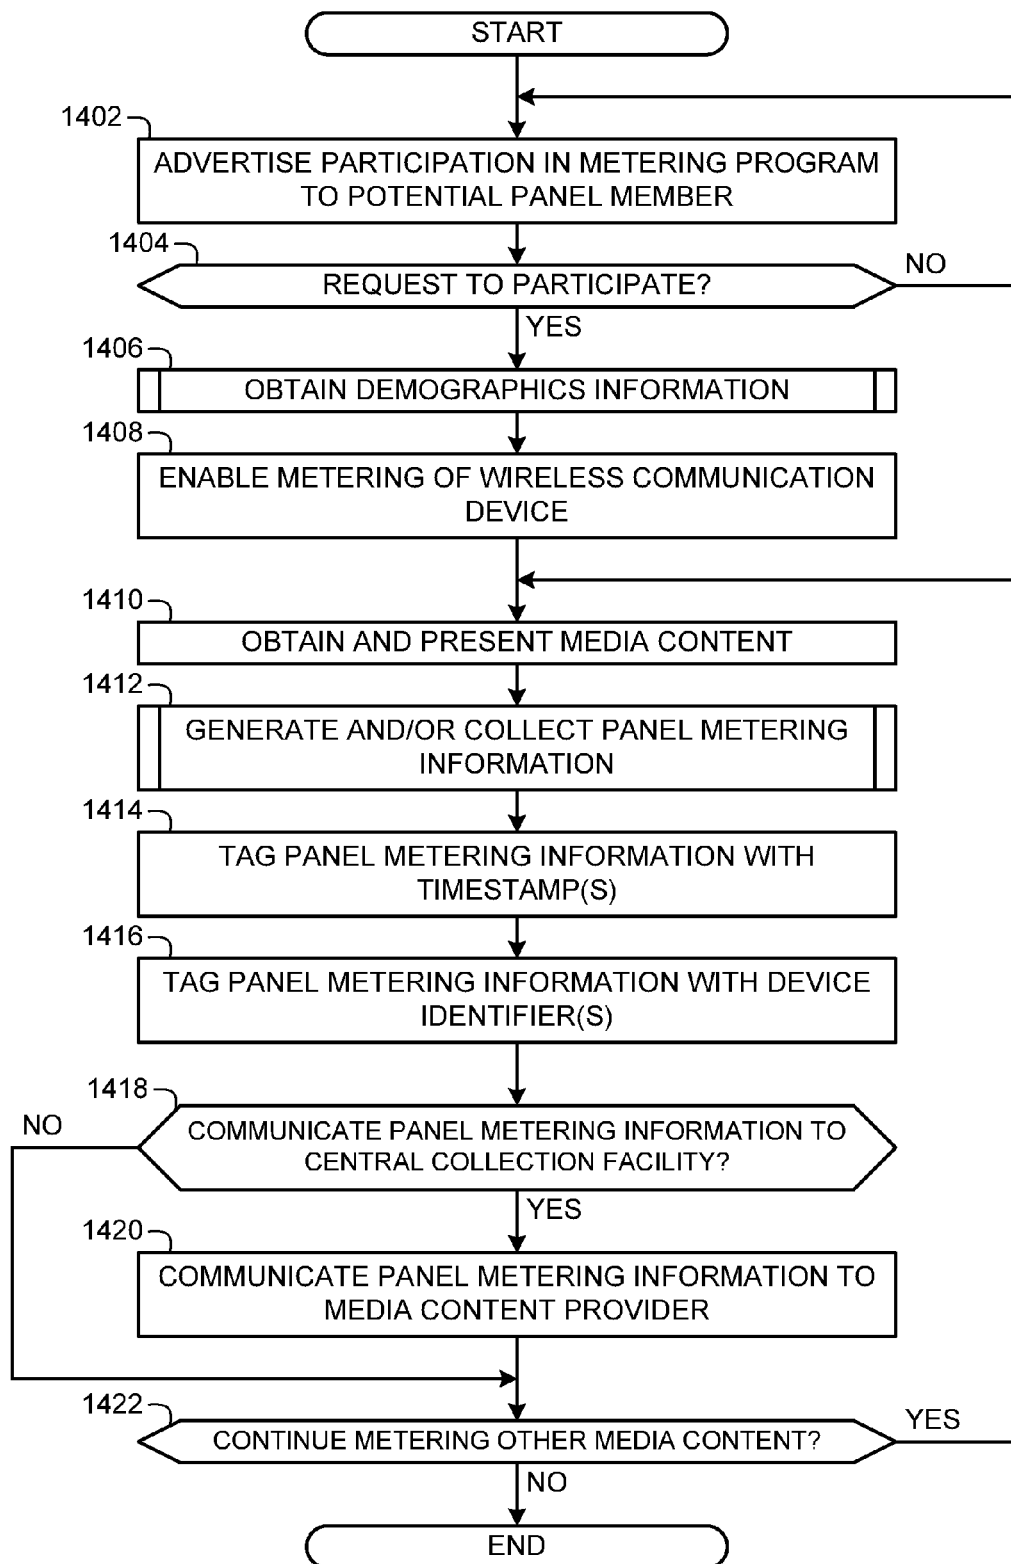 START
1402
ADVERTISE PARTICIPATION IN METERING PROGRAM
TO POTENTIAL PANEL MEMBER
1404
REQUEST TO PARTICIPATE?
NO
YES
1406
OBTAIN DEMOGRAPHICS INFORMATION
1408
ENABLE METERING OF WIRELESS COMMUNICATION
DEVICE
1410
OBTAIN AND PRESENT MEDIA CONTENT
1412
GENERATE AND/OR COLLECT PANEL METERING
INFORMATION
1414
TAG PANEL METERING INFORMATION WITH
TIMESTAMP(S)
1416
TAG PANEL METERING INFORMATION WITH DEVICE
IDENTIFIER(S)
1418
NO
COMMUNICATE PANEL METERING INFORMATION TO
CENTRAL COLLECTION FACILITY?
YES
1420
COMMUNICATE PANEL METERING INFORMATION TO
MEDIA CONTENT PROVIDER
1422
CONTINUE METERING OTHER MEDIA CONTENT?
YES
NO
END